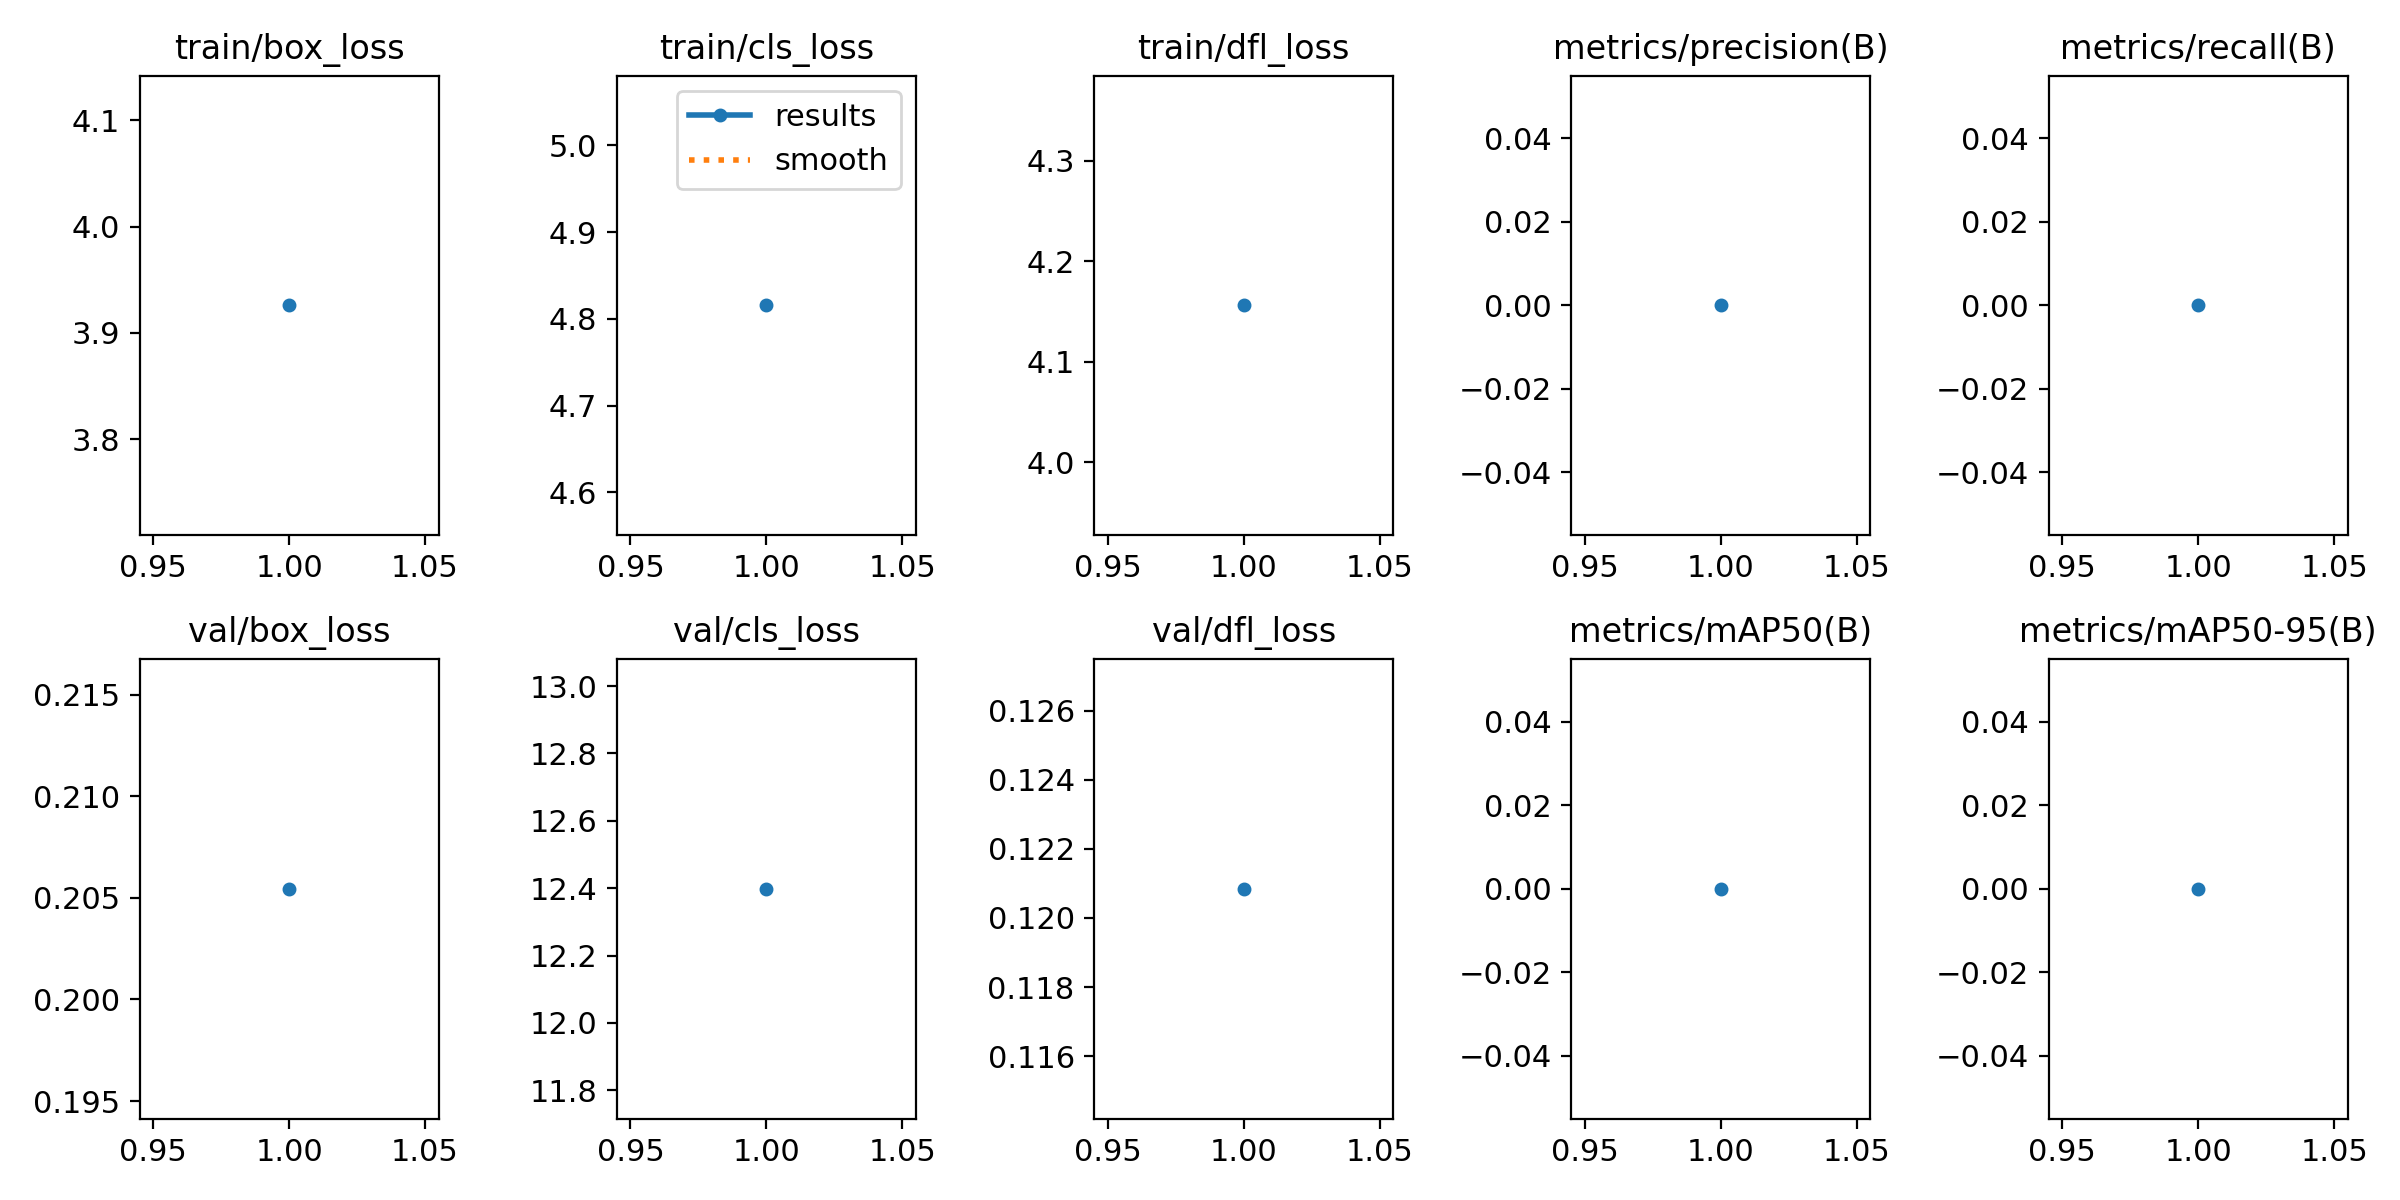 train/box_loss
4.1
4.0
3.9
3.8
0.95 1.00 1.05
train/cls_loss
results
smooth
5.0
4.9
4.8
4.7
4.6
0.95 1.00 1.05
train/dfl_loss
4.3
4.2
4.1
4.0
0.95 1.00 1.05
metrics/precision(B)
0.04
0.02
0.00
−0.02
−0.04
0.95 1.00 1.05
metrics/recall(B)
0.04
0.02
0.00
−0.02
−0.04
0.95 1.00 1.05
val/box_loss
0.215
0.210
0.205
0.200
0.195
0.95 1.00 1.05
val/cls_loss
13.0
12.8
12.6
12.4
12.2
12.0
11.8
0.95 1.00 1.05
val/dfl_loss
0.126
0.124
0.122
0.120
0.118
0.116
0.95 1.00 1.05
metrics/mAP50(B)
0.04
0.02
0.00
−0.02
−0.04
0.95 1.00 1.05
metrics/mAP50-95(B)
0.04
0.02
0.00
−0.02
−0.04
0.95 1.00 1.05